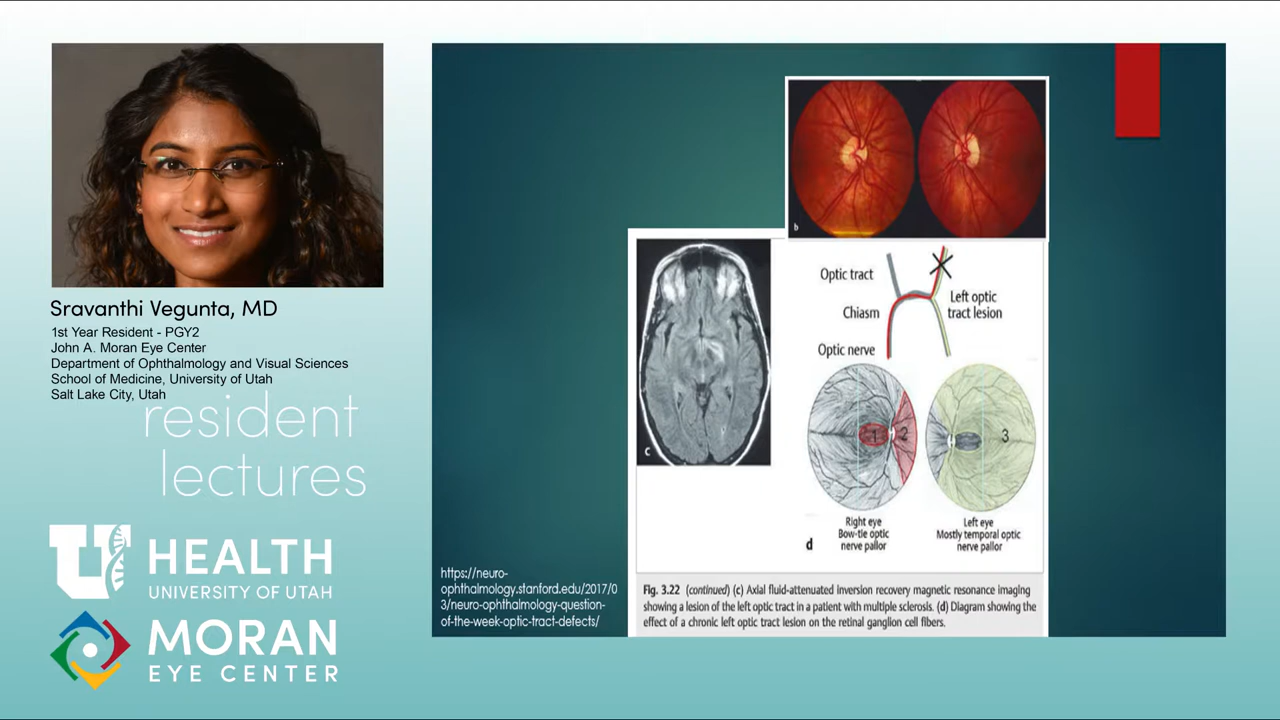 Sravanthi Vegunta, MD
1st Year Resident - PGY2
John A. Moran Eye Center
Department of Ophthalmology and Visual Sciences
School of Medicine, University of Utah
Salt Lake City, Utah
resident
lectures
U HEALTH
UNIVERSITY OF UTAH
MORAN
EYE CENTER
b
c
Optic tract
Chiasm
Optic nerve
Left optic
tract lesion
1
2
3
Right eye
Bow-tie optic
nerve pallor
Left eye
Mostly temporal optic
nerve pallor
d
https://neuro-
ophthalmology.stanford.edu/2017/0
3/neuro-ophthalmology-question-
of-the-week-optic-tract-defects/
Fig. 3.22 (continued) (c) Axial fluid-attenuated inversion recovery magnetic resonance imaging
showing a lesion of the left optic tract in a patient with multiple sclerosis. (d) Diagram showing the
effect of a chronic left optic tract lesion on the retinal ganglion cell fibers.